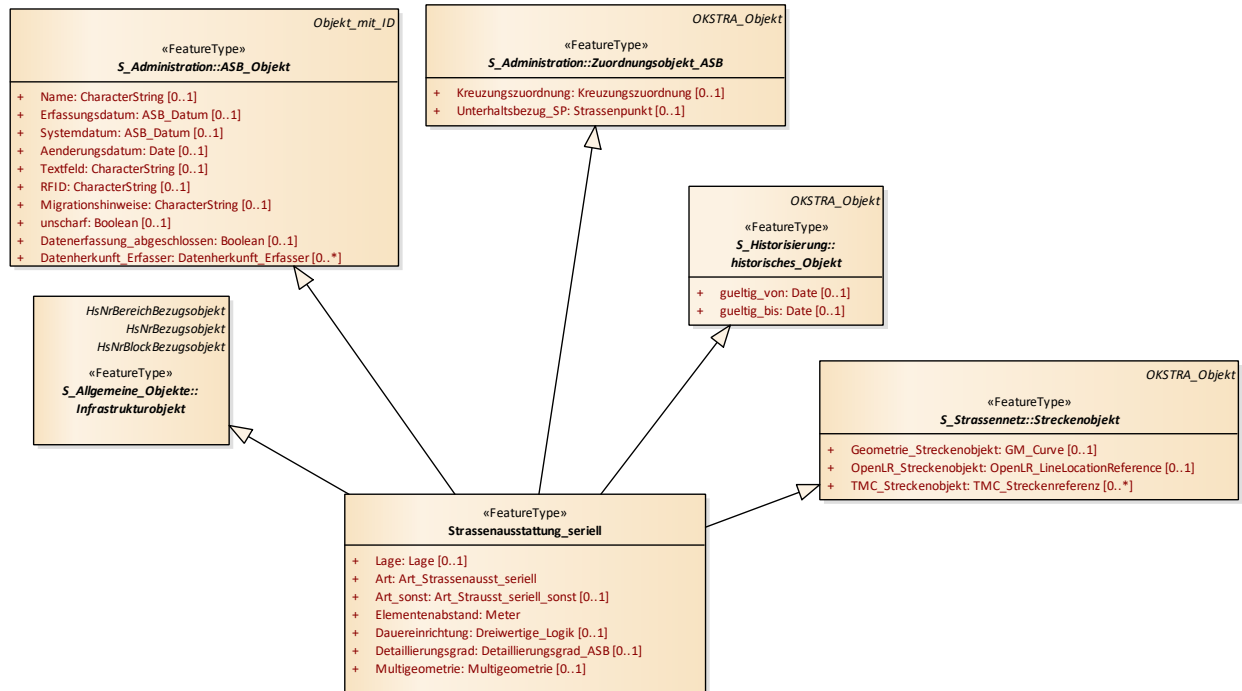 Objekt_mit_ID
«FeatureType»
S_Administration::ASB_Objekt
+ Name: CharacterString [0..1]
+ Erfassungsdatum: ASB_Datum [0..1]
+ Systemdatum: ASB_Datum [0..1]
+ Aenderungsdatum: Date [0..1]
+ Textfeld: CharacterString [0..1]
+ RFID: CharacterString [0..1]
+ Migrationshinweise: CharacterString [0..1]
+ unscharf: Boolean [0..1]
+ Datenerfassung_abgeschlossen: Boolean [0..1]
+ Datenherkunft_Erfasser: Datenherkunft_Erfasser [0..*]
OKSTRA_Objekt
«FeatureType»
S_Administration::Zuordnungsobjekt_ASB
+ Kreuzungszuordnung: Kreuzungszuordnung [0..1]
+ Unterhaltsbezug_SP: Strassenpunkt [0..1]
OKSTRA_Objekt
«FeatureType»
S_Historisierung::
historisches_Objekt
+ gueltig_von: Date [0..1]
+ gueltig_bis: Date [0..1]
HsNrBereichBezugsobjekt
HsNrBezugsobjekt
HsNrBlockBezugsobjekt
«FeatureType»
S_Allgemeine_Objekte::
Infrastrukturobjekt
OKSTRA_Objekt
«FeatureType»
S_Strassennetz::Streckenobjekt
+ Geometrie_Streckenobjekt: GM_Curve [0..1]
+ OpenLR_Streckenobjekt: OpenLR_LineLocationReference [0..1]
+ TMC_Streckenobjekt: TMC_Streckenreferenz [0..*]
«FeatureType»
Strassenausstattung_seriell
+ Lage: Lage [0..1]
+ Art: Art_Strassenausst_seriell
+ Art_sonst: Art_Strausst_seriell_sonst [0..1]
+ Elementenabstand: Meter
+ Dauereinrichtung: Dreiwertige_Logik [0..1]
+ Detaillierungsgrad: Detaillierungsgrad_ASB [0..1]
+ Multigeometrie: Multigeometrie [0..1]